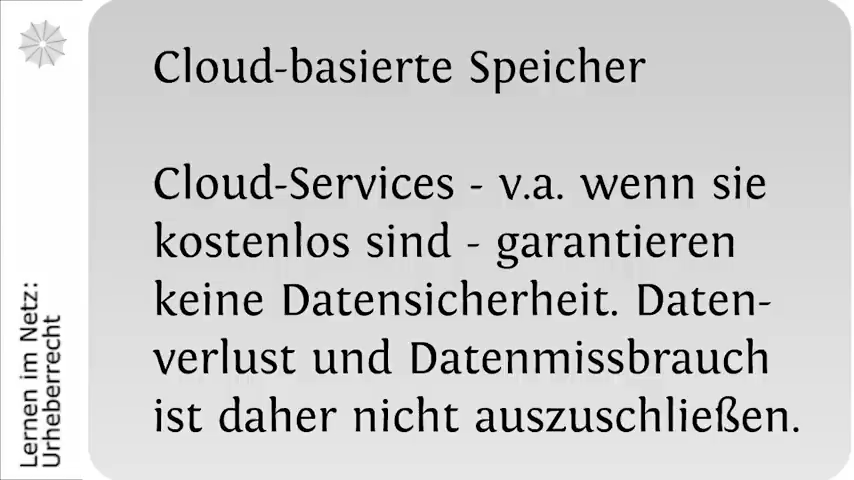 Cloud-basierte Speicher
Cloud-Services - v.a. wenn sie
kostenlos sind - garantieren
keine Datensicherheit. Daten-
verlust und Datenmissbrauch
ist daher nicht auszuschließen.
Lernen im Netz:
Urheberrecht